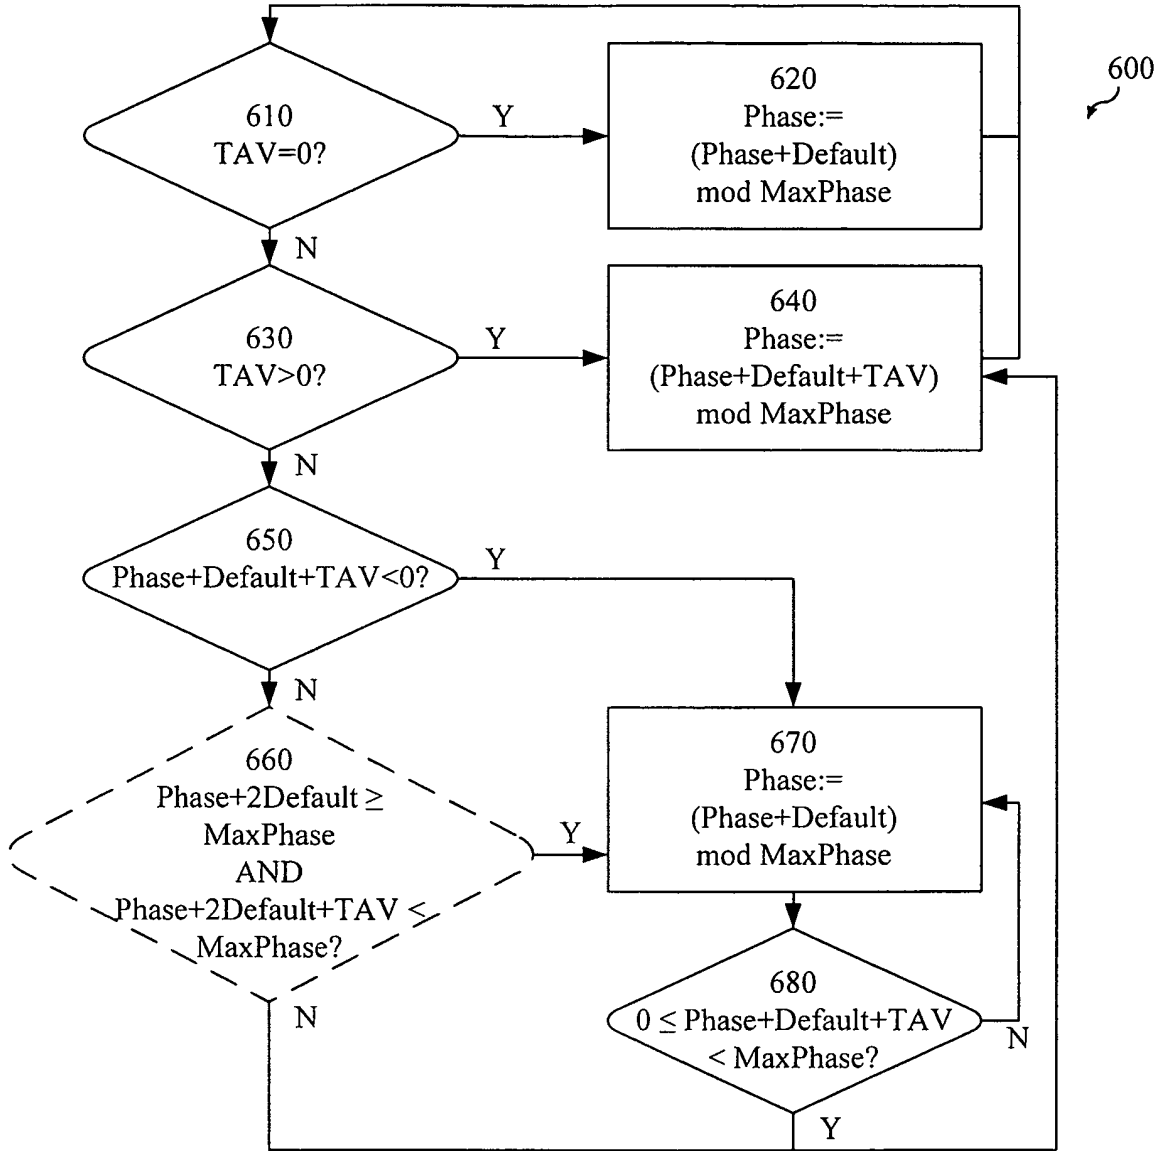 600
610
TAV=0?
Y
620
Phase:=
(Phase+Default)
mod MaxPhase
N
630
TAV>0?
Y
640
Phase:=
(Phase+Default+TAV)
mod MaxPhase
N
650
Phase+Default+TAV<0?
Y
N
660
Phase+2Default ≥
MaxPhase
AND
Phase+2Default+TAV <
MaxPhase?
Y
N
670
Phase:=
(Phase+Default)
mod MaxPhase
680
0 ≤ Phase+Default+TAV
< MaxPhase?
N
Y